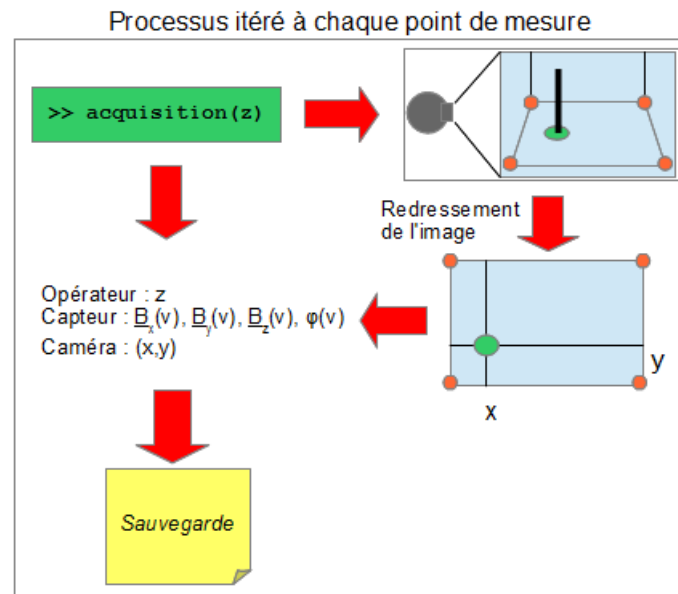 Processus itéré à chaque point de mesure
>> acquisition(z)
Redressement
de l'image
Opérateur : z
Capteur : B_x(v), B_y(v), B_z(v), φ(v)
Caméra : (x,y)
y
x
Sauvegarde